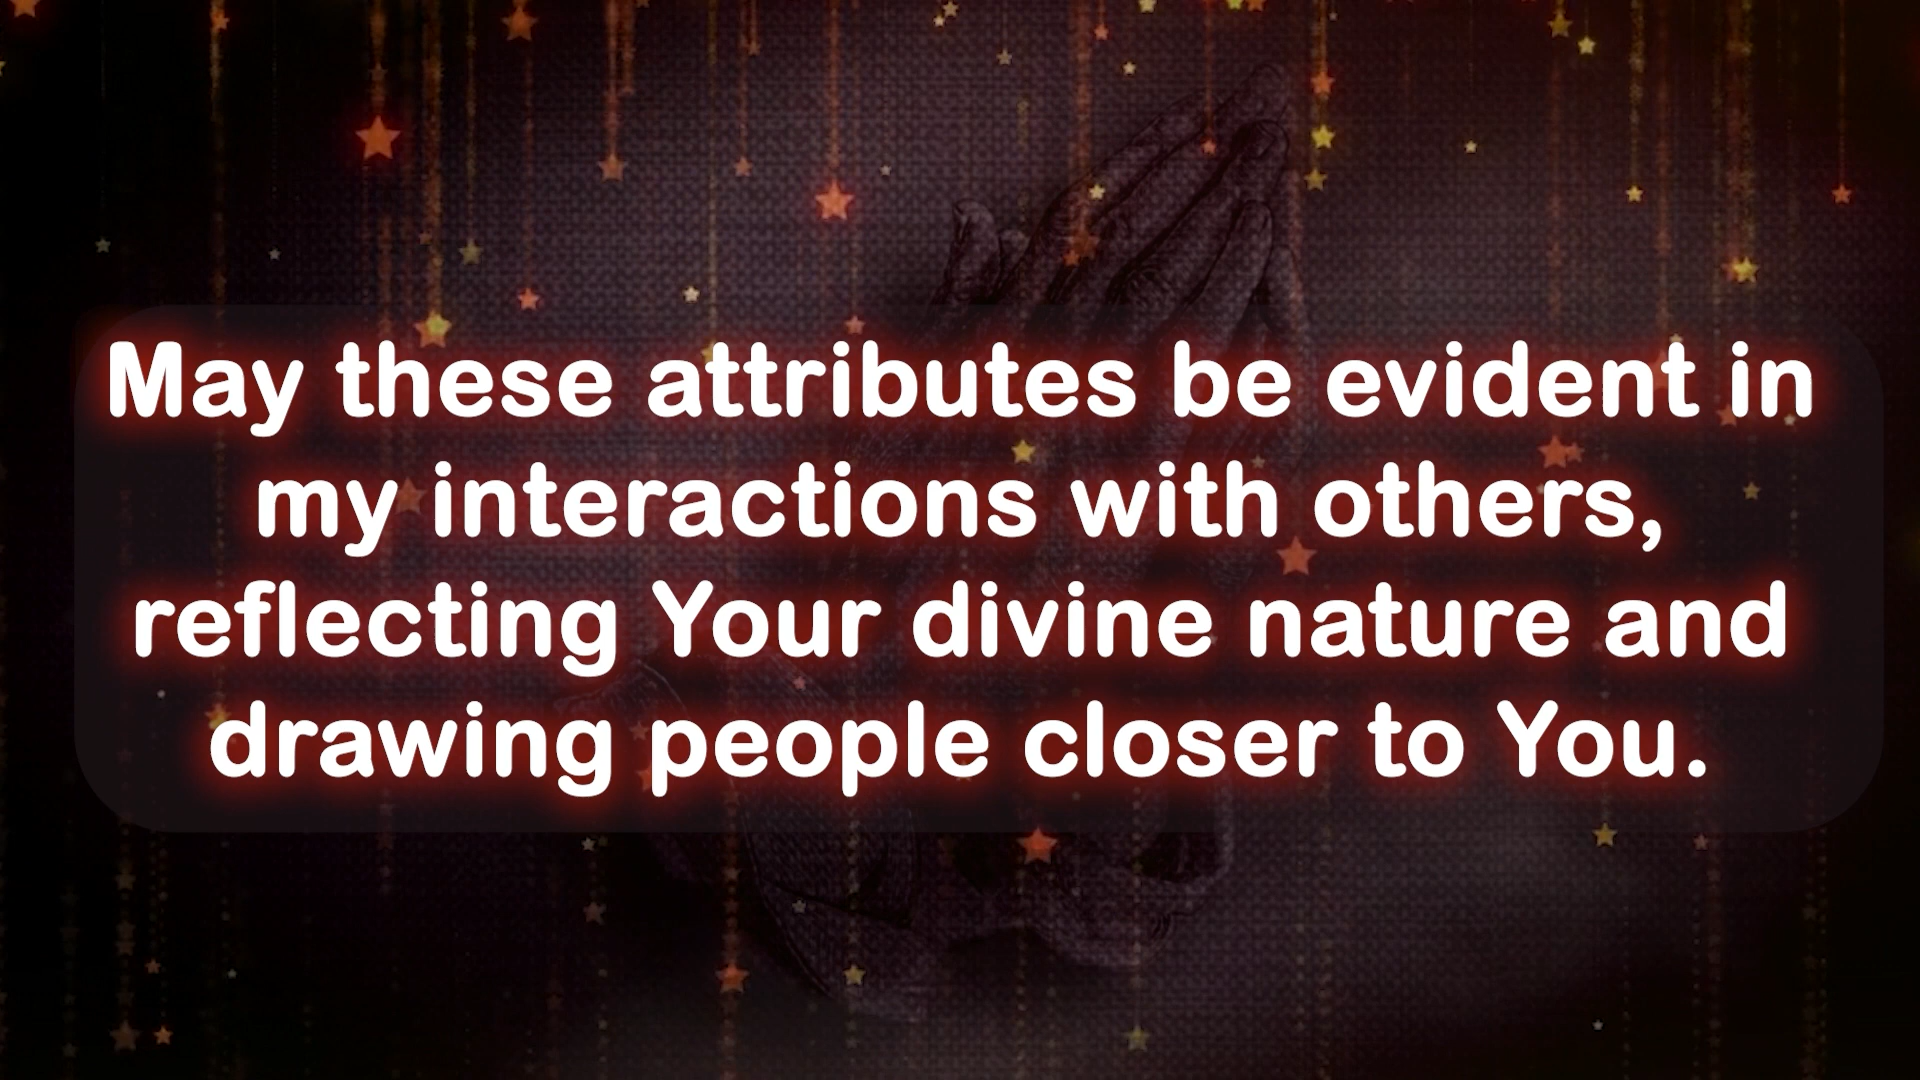 May these attributes be evident in
my interactions with others,
reflecting Your divine nature and
drawing people closer to You.